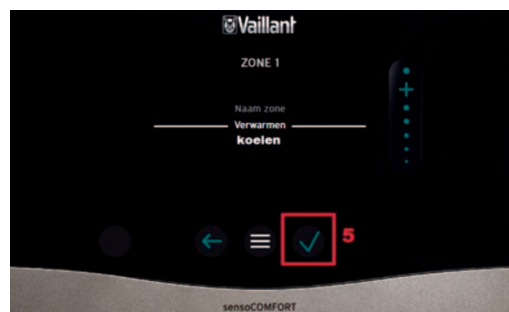 Vaillant
ZONE 1
Naam zone
Verwarmen
koelen
5
sensoCOMFORT